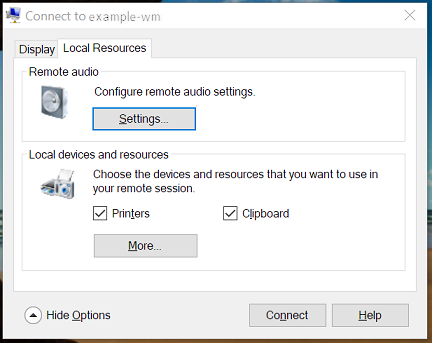 Connect to example-wm
Display
Local Resources
Remote audio
Configure remote audio settings.
Settings...
Local devices and resources
Choose the devices and resources that you want to use in
your remote session.
Printers
Clipboard
More...
Hide Options
Connect
Help